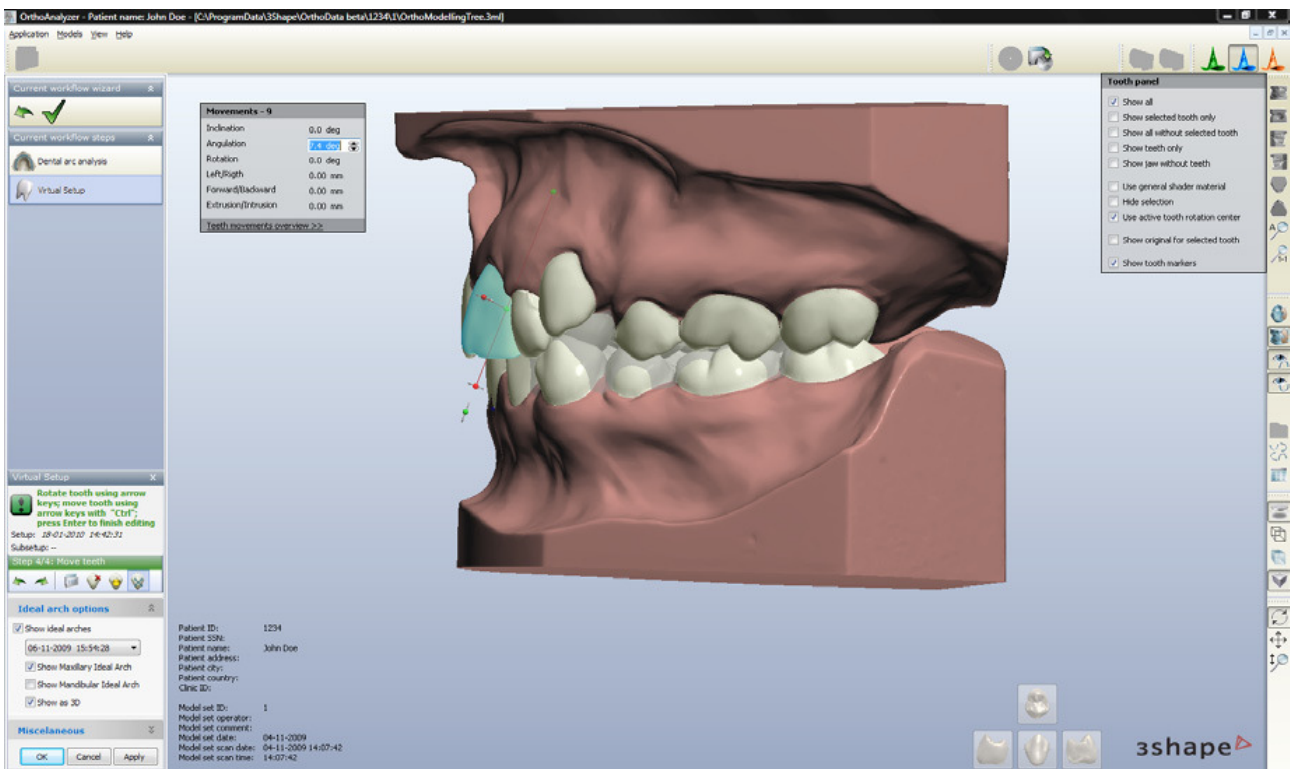 OrthoAnalyzer - Patient name: John Doe - [C:\ProgramData\3Shape\OrthoData beta\1234\1\OrthoModellingTree.3ml]
Application Models View Help
Current workflow wizard
Current workflow steps
Dental arc analysis
Virtual Setup
Movements - 9
Inclination 0.0 deg
Angulation 7.4 deg
Rotation 0.0 deg
Left/Rigth 0.00 mm
Forward/Backward 0.00 mm
Extrusion/Intrusion 0.00 mm
Teeth movements overview >>
Tooth panel
Show all
Show selected tooth only
Show all without selected tooth
Show teeth only
Show jaw without teeth
Use general shader material
Hide selection
Use active tooth rotation center
Show original for selected tooth
Show tooth markers
Virtual Setup X
Rotate tooth using arrow
keys; move tooth using
arrow keys with "Ctrl";
press Enter to finish editing
Setup: 18-01-2010 14:42:31
Subsetup: --
Step 4/4: Move teeth
Ideal arch options
Show ideal arches
06-11-2009 15:54:28
Show Maxillary Ideal Arch
Show Mandibular Ideal Arch
Show as 3D
Miscellaneous
OK Cancel Apply
Patient ID: 1234
Patient SSN:
Patient name: John Doe
Patient address:
Patient city:
Patient country:
Clinic ID:
Model set ID: 1
Model set operator:
Model set comment:
Model set date: 04-11-2009
Model set scan date: 04-11-2009 14:07:42
Model set scan time: 14:07:42
3shape